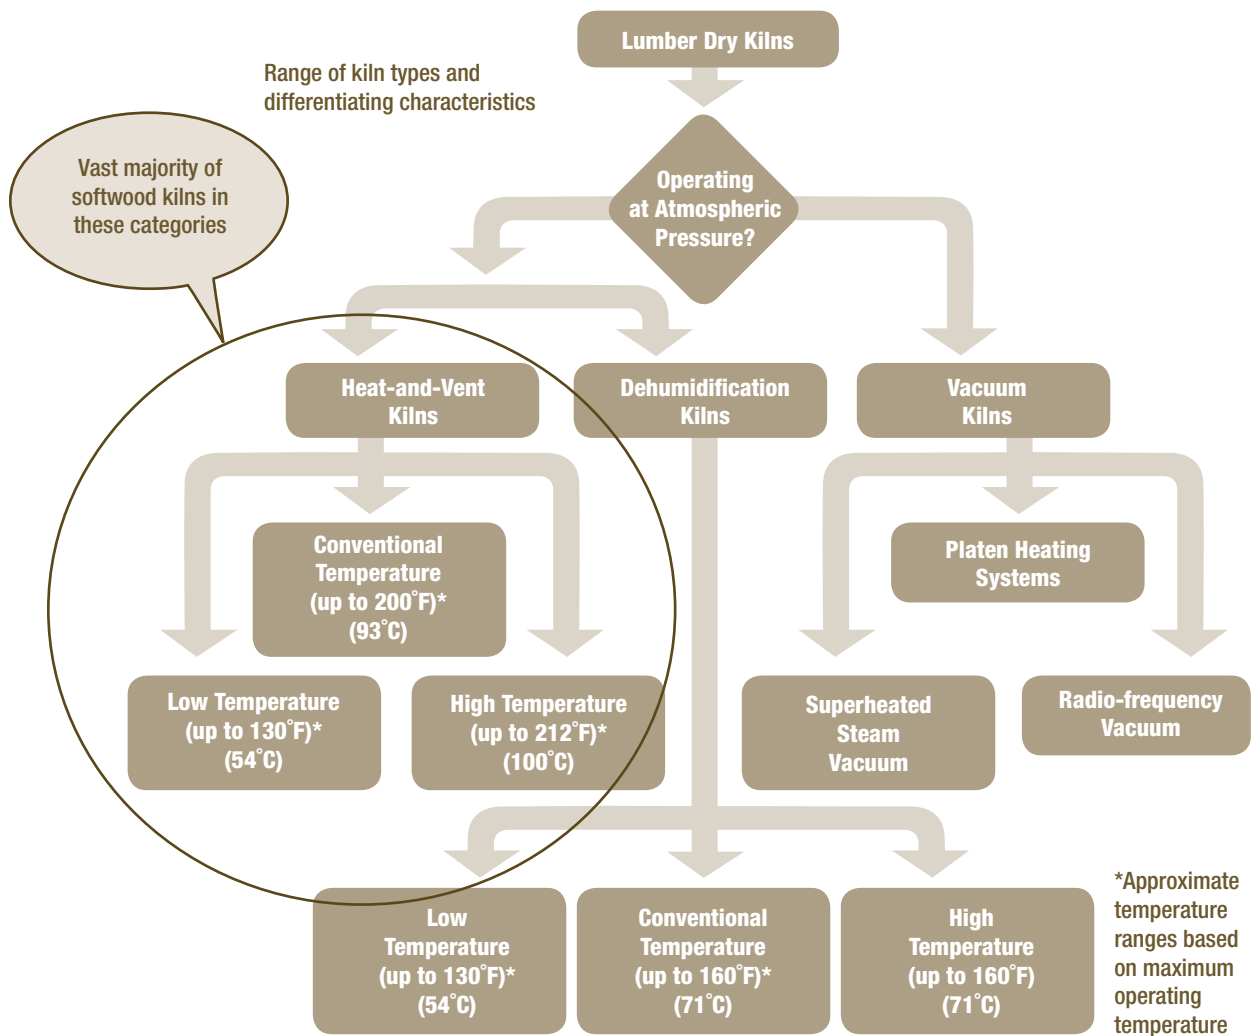 Lumber Dry Kilns
Range of kiln types and
differentiating characteristics
Vast majority of
softwood kilns in
these categories
Operating
at Atmospheric
Pressure?
Heat-and-Vent
Kilns
Dehumidification
Kilns
Vacuum
Kilns
Conventional
Temperature
(up to 200˚F)*
(93˚C)
Platen Heating
Systems
Low Temperature
(up to 130˚F)*
(54˚C)
High Temperature
(up to 212˚F)*
(100˚C)
Superheated
Steam
Vacuum
Radio-frequency
Vacuum
Low
Temperature
(up to 130˚F)*
(54˚C)
Conventional
Temperature
(up to 160˚F)*
(71˚C)
High
Temperature
(up to 160˚F)
(71˚C)
*Approximate
temperature
ranges based
on maximum
operating
temperature